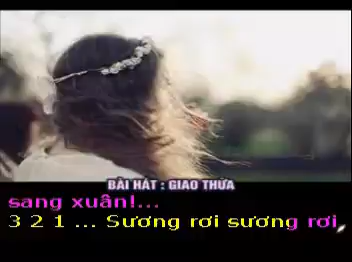 BÀI HÁT : GIAO THỪA
sang xuân!...
3 2 1 ... Sương rơi sương rơi,